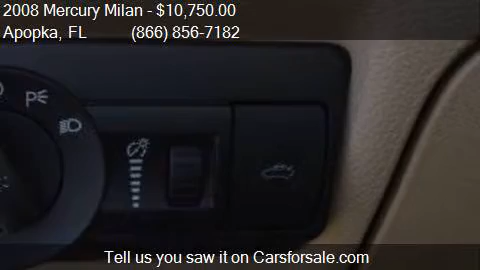 2008 Mercury Milan - $10,750.00
Apopka, FL (866) 856-7182
Tell us you saw it on Carsforsale.com